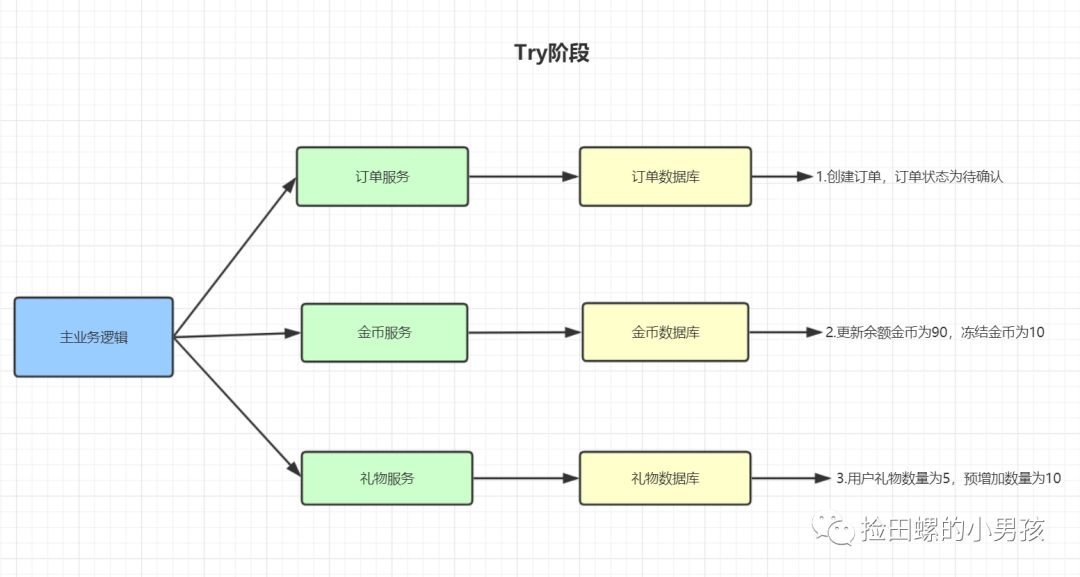 Try阶段
订单服务
订单数据库
1.创建订单，订单状态为待确认
主业务逻辑
金币服务
金币数据库
2.更新余额金币为90，冻结金币为10
礼物服务
礼物数据库
3.用户礼物数量为5，预增加数量为10
捡田螺的小男孩